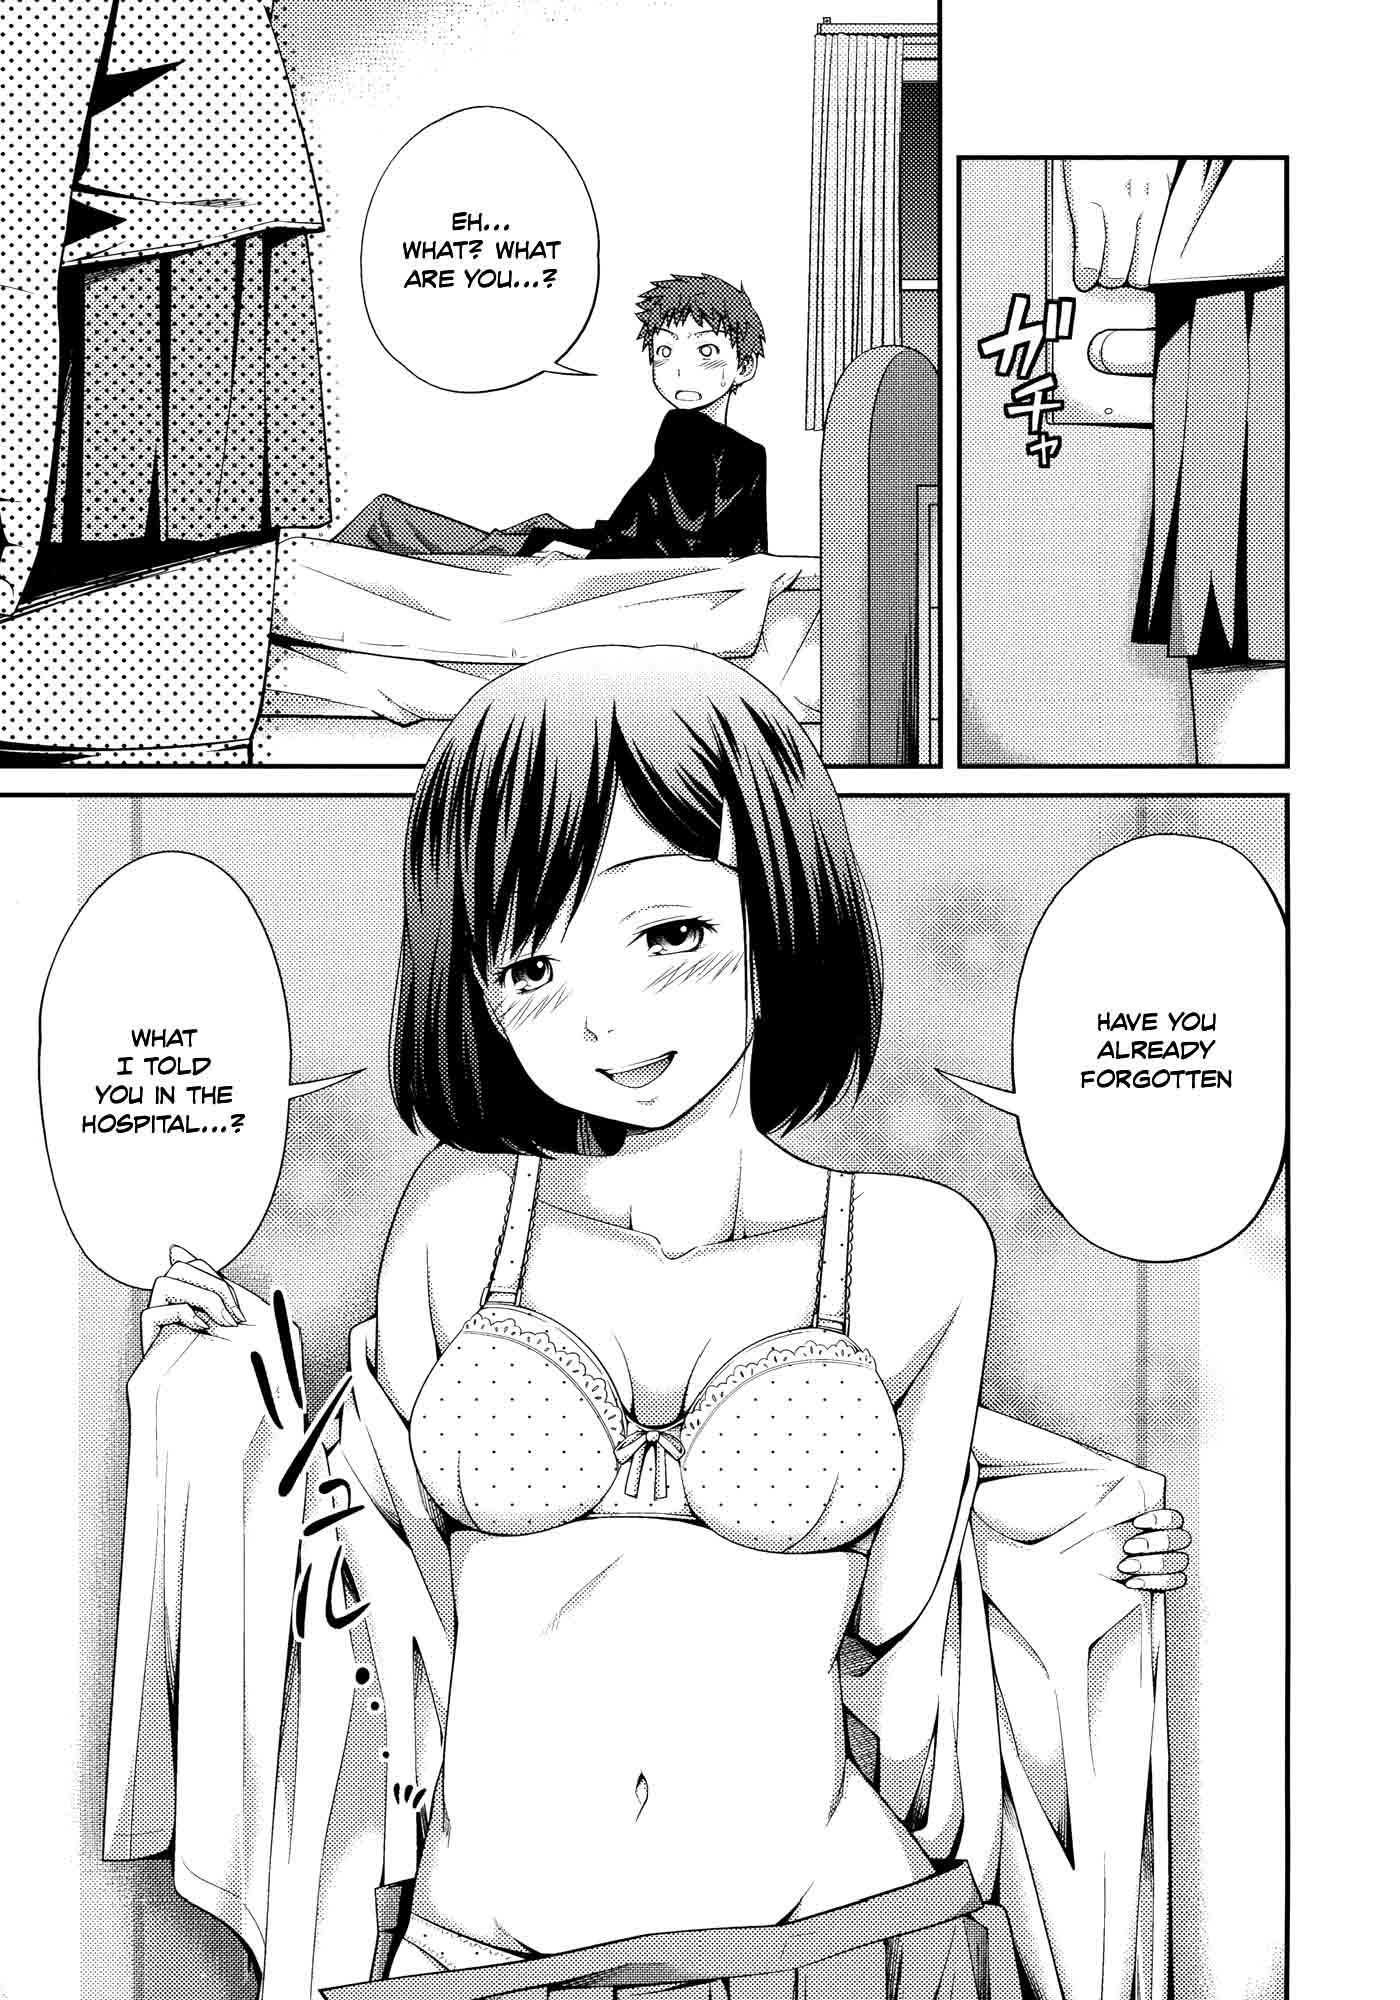 ガチャ
EH...
WHAT? WHAT
ARE YOU...?
HAVE YOU
ALREADY
FORGOTTEN
WHAT
I TOLD
YOU IN THE
HOSPITAL...?
シュル